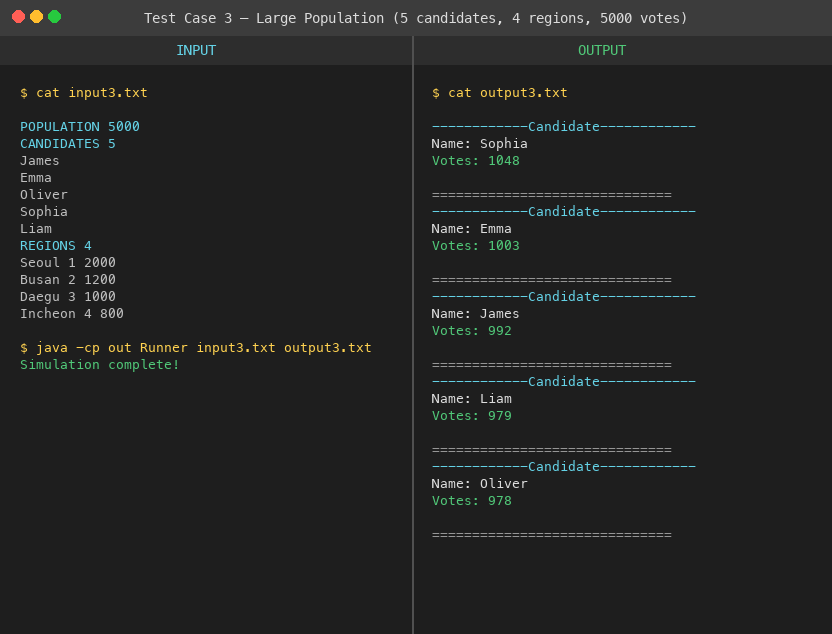 Test Case 3 — Large Population (5 candidates, 4 regions, 5000 votes)
INPUT
$ cat input3.txt
POPULATION 5000
CANDIDATES 5
James
Emma
Oliver
Sophia
Liam
REGIONS 4
Seoul 1 2000
Busan 2 1200
Daegu 3 1000
Incheon 4 800
$ java -cp out Runner input3.txt output3.txt
Simulation complete!
OUTPUT
$ cat output3.txt
------------Candidate------------
Name: Sophia
Votes: 1048
==============================
------------Candidate------------
Name: Emma
Votes: 1003
==============================
------------Candidate------------
Name: James
Votes: 992
==============================
------------Candidate------------
Name: Liam
Votes: 979
==============================
------------Candidate------------
Name: Oliver
Votes: 978
==============================